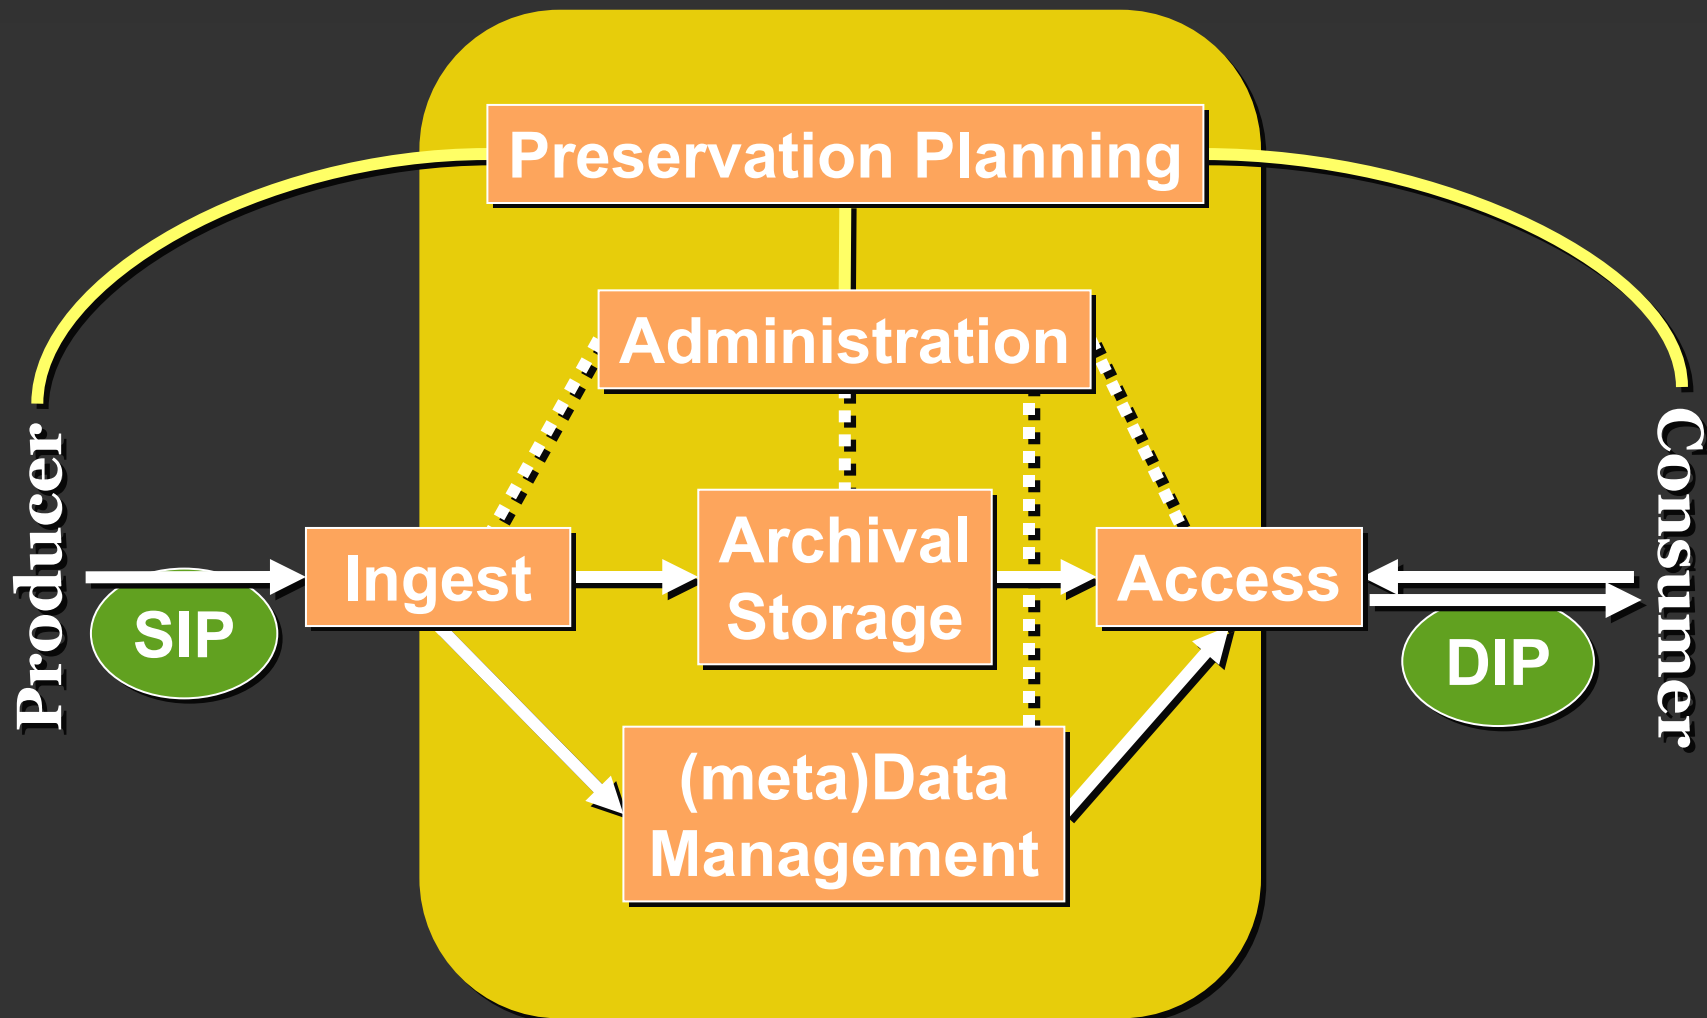 Preservation Planning
Administration
Producer
Consumer
Ingest
Archival
Storage
Access
SIP
DIP
(meta)Data
Management